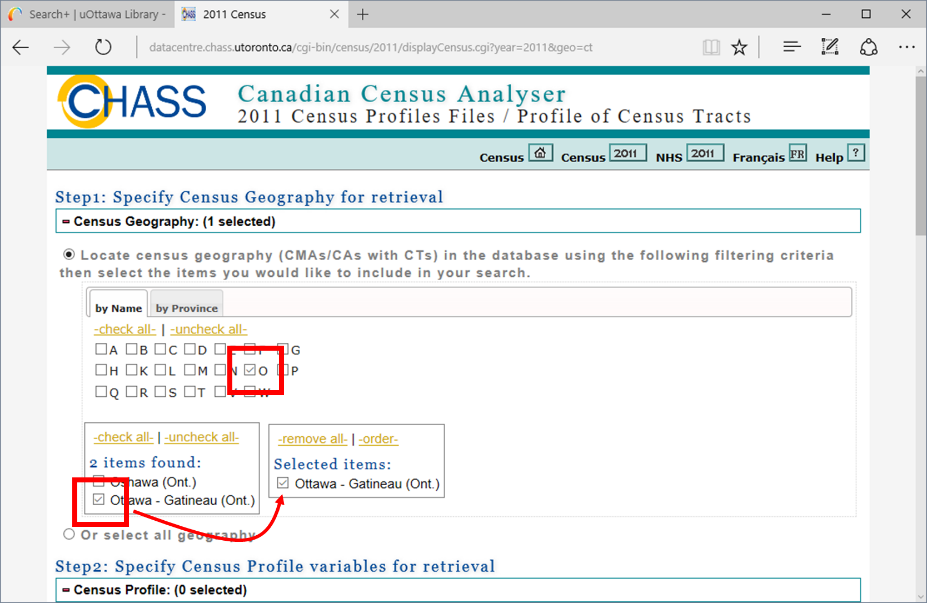 Search+ | uOttawa Library -
2011 Census
datacentre.chass.utoronto.ca/cgi-bin/census/2011/displayCensus.cgi?year=2011&geo=ct
CHASS
Canadian Census Analyser
2011 Census Profiles Files / Profile of Census Tracts
Census Census 2011 NHS 2011 Français FR Help ?
Step1: Specify Census Geography for retrieval
Census Geography: (1 selected)
Locate census geography (CMAs/CAs with CTs) in the database using the following filtering criteria
then select the items you would like to include in your search.
by Name by Province
-check all- | -uncheck all-
A B C D G
H K L M N O P
Q R S T W
-check all- | -uncheck all-
2 items found:
Oshawa (Ont.)
Ottawa - Gatineau (Ont.)
-remove all- | -order-
Selected items:
Ottawa - Gatineau (Ont.)
Or select all geography
Step2: Specify Census Profile variables for retrieval
Census Profile: (0 selected)